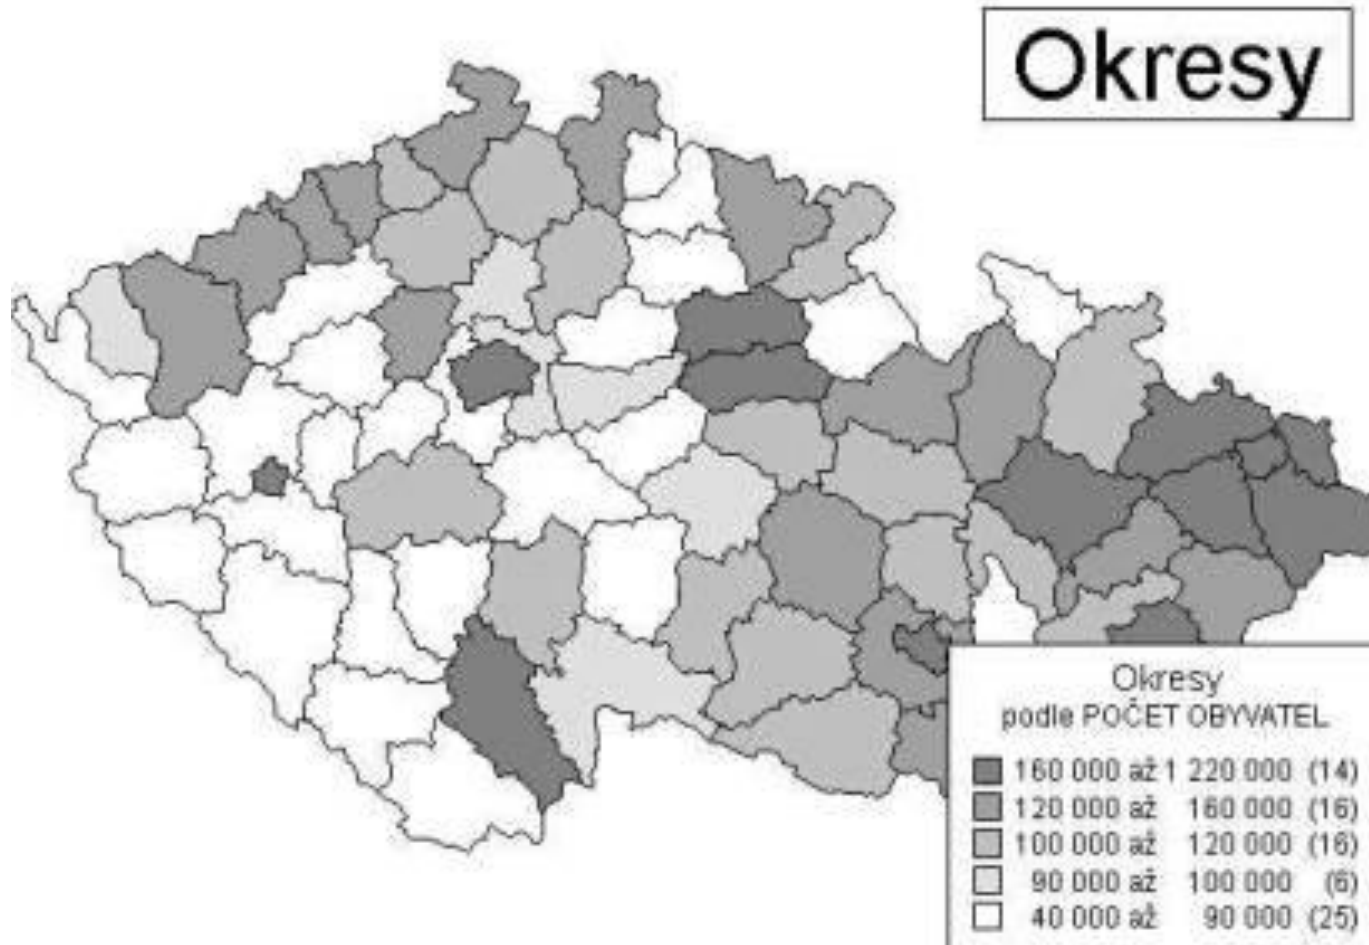 Okresy
Okresy
podle POČET OBYVATEL
160 000 až 1 220 000 (14)
120 000 až 160 000 (16)
100 000 až 120 000 (16)
90 000 až 100 000 (6)
40 000 až 90 000 (25)